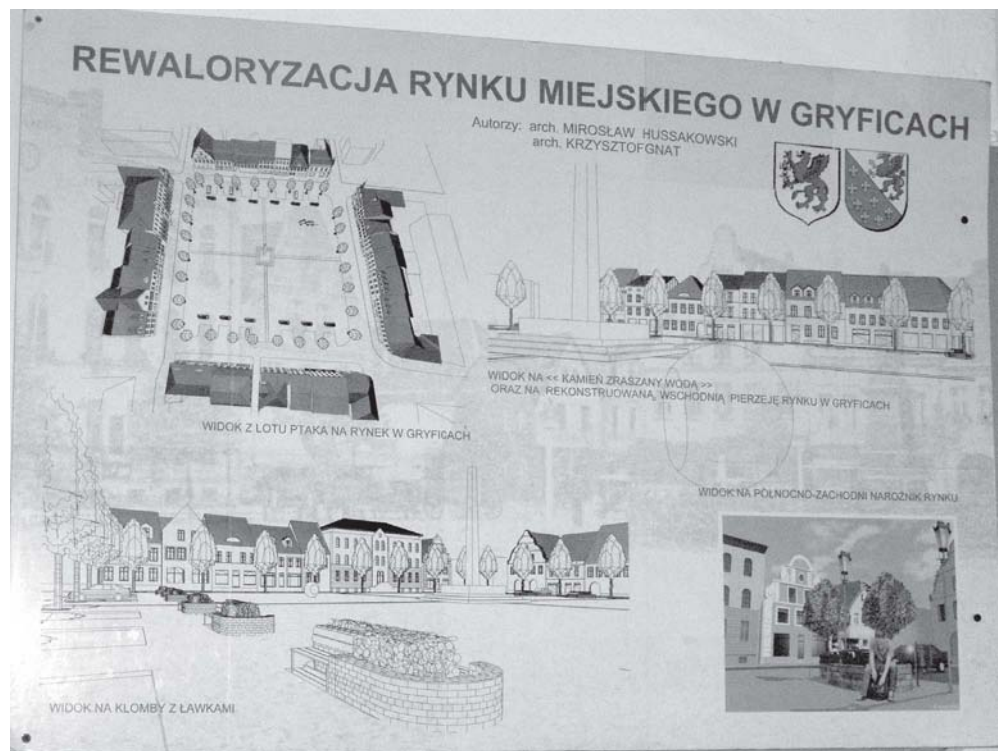 REWALORYZACJA RYNKU MIEJSKIEGO W GRYFICACH
Autorzy: arch. MIROSŁAW HUSSAKOWSKI
arch. KRZYSZTOFGNAT
WIDOK Z LOTU PTAKA NA RYNEK W GRYFICACH
WIDOK NA << KAMIEŃ ZRASZANY WODĄ >>
ORAZ NA REKONSTRUOWANĄ, WSCHODNIĄ PIERZEJĘ RYNKU W GRYFICACH
WIDOK NA PÓŁNOCNO-ZACHODNI NAROŻNIK RYNKU
WIDOK NA KLOMBY Z ŁAWKAMI